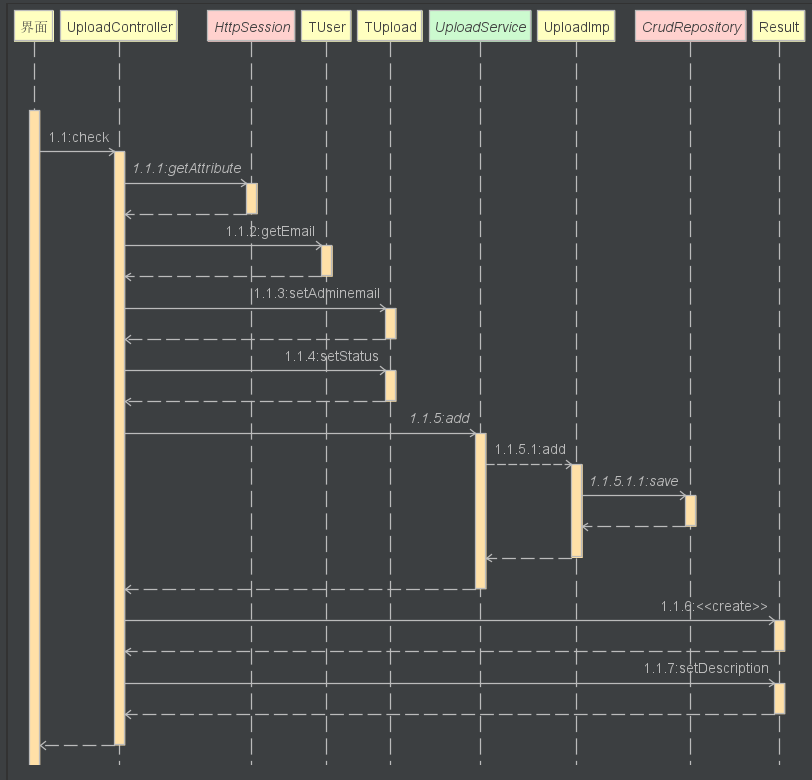 界面 UploadController HttpSession TUser TUpload UploadService UploadImp CrudRepository Result
1.1:check
1.1.1:getAttribute
1.1.2:getEmail
1.1.3:setAdminemail
1.1.4:setStatus
1.1.5:add
1.1.5.1:add
1.1.5.1.1:save
1.1.6:<<create>>
1.1.7:setDescription